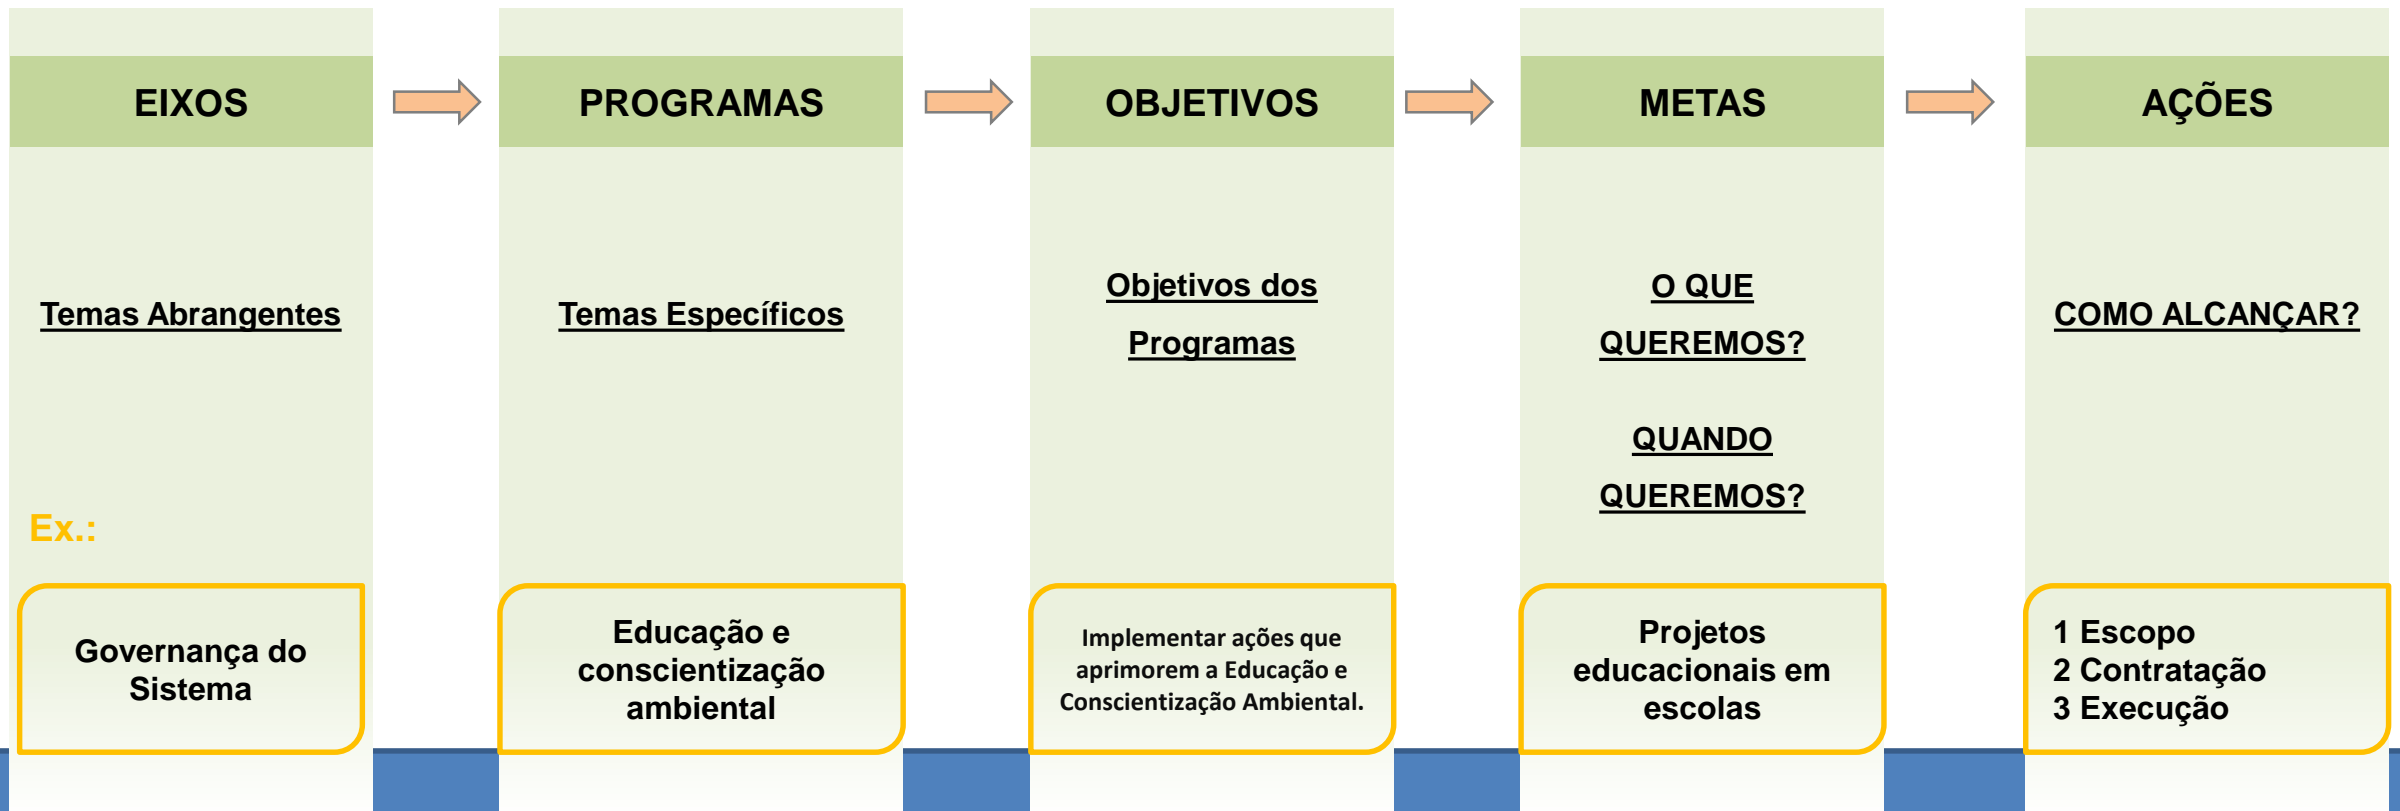 EIXOS
PROGRAMAS
OBJETIVOS
METAS
AÇÕES
Temas Abrangentes
Temas Específicos
Objetivos dos
Programas
O QUE
QUEREMOS?
QUANDO
QUEREMOS?
COMO ALCANÇAR?
Ex.:
Governança do
Sistema
Educação e
conscientização
ambiental
Implementar ações que
aprimorem a Educação e
Conscientização Ambiental.
Projetos
educacionais em
escolas
1 Escopo
2 Contratação
3 Execução